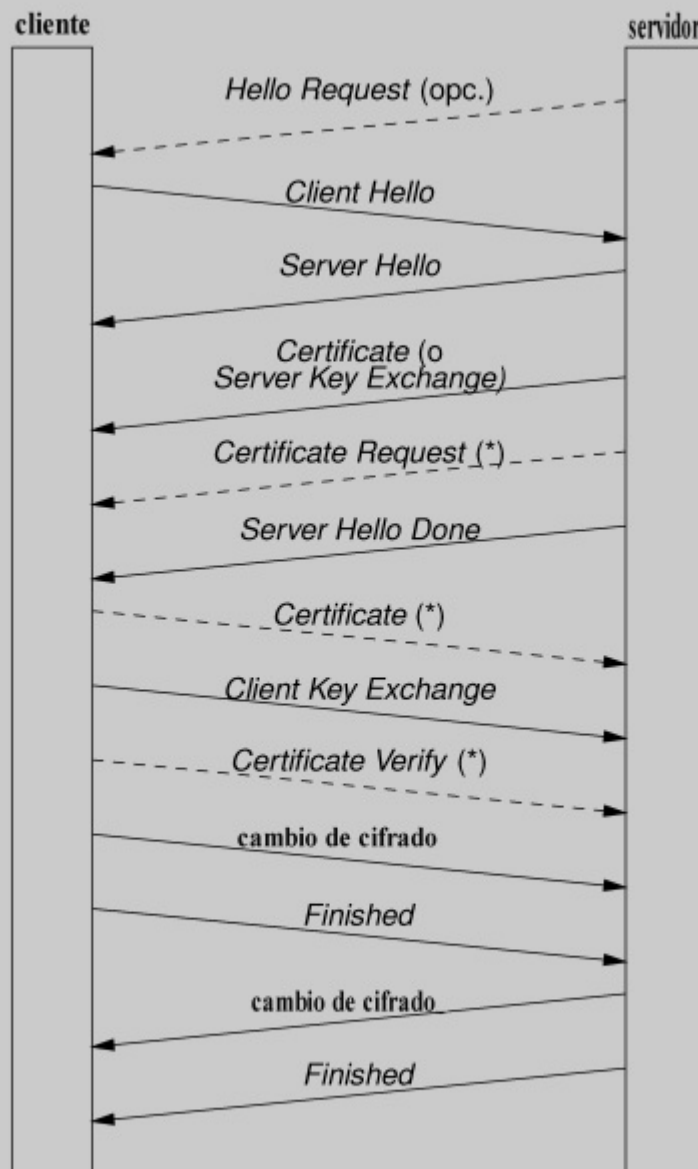 cliente
servidor
Hello Request (opc.)
Client Hello
Server Hello
Certificate (o
Server Key Exchange)
Certificate Request (*)
Server Hello Done
Certificate (*)
Client Key Exchange
Certificate Verify (*)
cambio de cifrado
Finished
cambio de cifrado
Finished